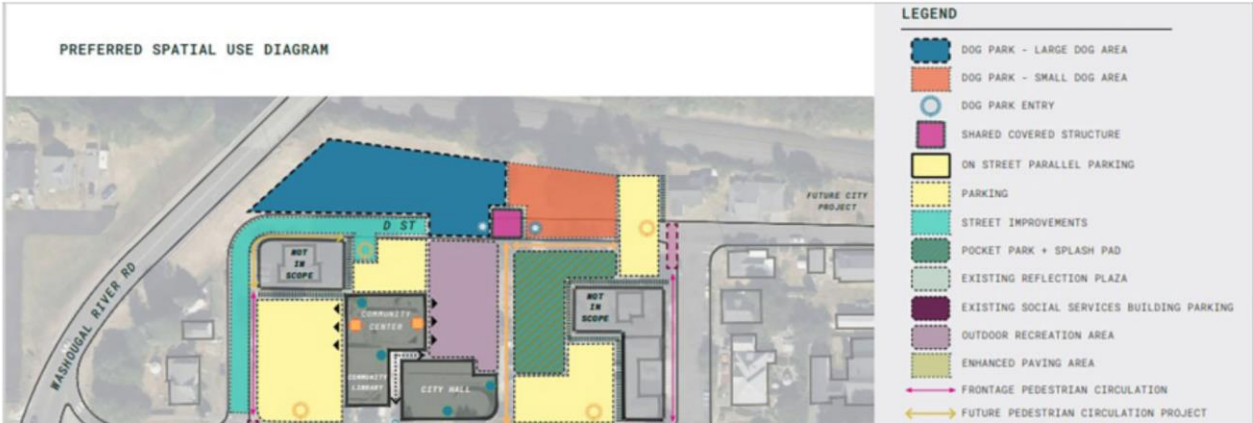 PREFERRED SPATIAL USE DIAGRAM
LEGEND
DOG PARK - LARGE DOG AREA
DOG PARK - SMALL DOG AREA
DOG PARK ENTRY
SHARED COVERED STRUCTURE
ON STREET PARALLEL PARKING
PARKING
STREET IMPROVEMENTS
POCKET PARK + SPLASH PAD
EXISTING REFLECTION PLAZA
EXISTING SOCIAL SERVICES BUILDING PARKING
OUTDOOR RECREATION AREA
ENHANCED PAVING AREA
FRONTAGE PEDESTRIAN CIRCULATION
FUTURE PEDESTRIAN CIRCULATION PROJECT
FUTURE CITY
PROJECT
D ST
NOT
IN
SCOPE
NOT
IN
SCOPE
WASHOUGAL RIVER RD
COMMUNITY
CENTER
COMMUNITY
LIBRARY
CITY HALL